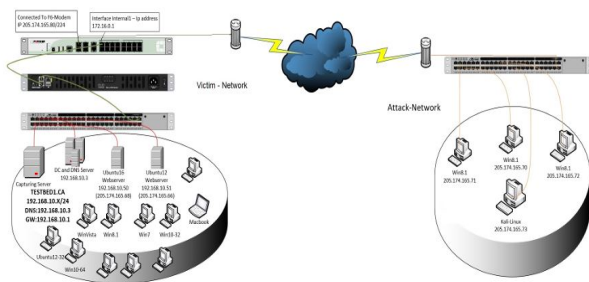 Connected To F6-Modem
IP 205.174.165.80/224
Interface Internal1 – Ip address
172.16.0.1
Victim - Network
Attack-Network
Capturing Server
DC and DNS Server
192.168.10.3
Ubuntu16
Webserver
192.168.10.50
(205.174.165.68)
Ubuntu12
Webserver
192.168.10.51
(205.174.165.66)
TESTBED1.CA
192.168.10.X/24
DNS:192.168.10.3
GW:192.168.10.1
Macbook
WinVista
Win8.1
Win7
Win10-32
Ubuntu12-32
Win10-64
Win8.1
205.174.165.71
Win8.1
205.174.165.70
Win8.1
205.174.165.72
Kali-Linux
205.174.165.73